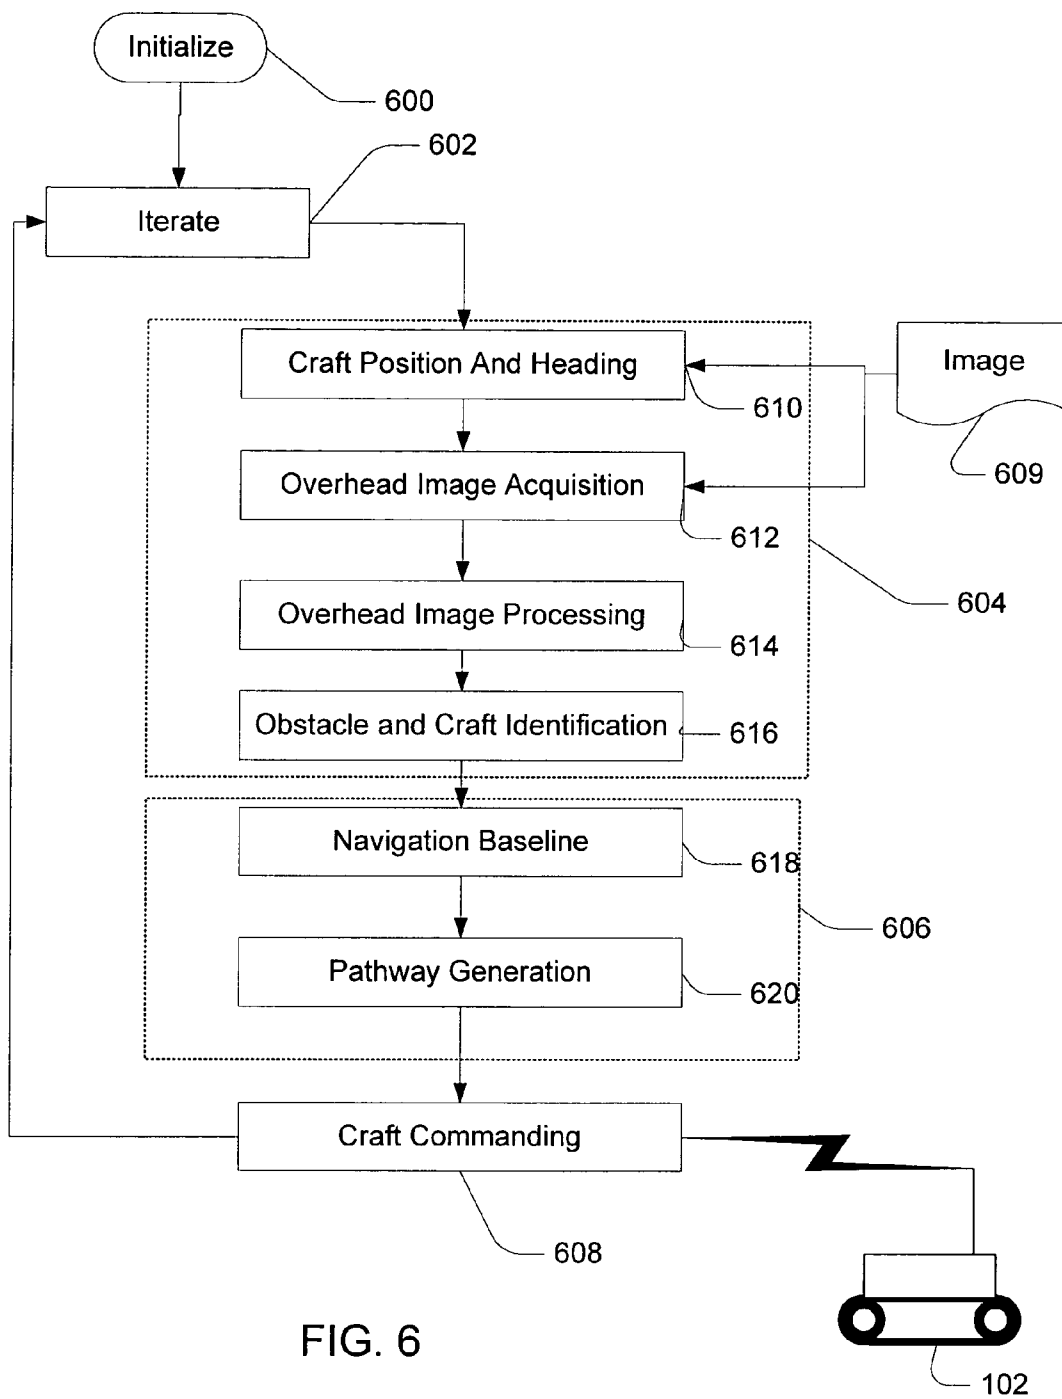 Initialize
600
602
Iterate
Craft Position And Heading
610
Image
609
Overhead Image Acquisition
612
604
Overhead Image Processing
614
Obstacle and Craft Identification
616
Navigation Baseline
618
606
Pathway Generation
620
Craft Commanding
608
FIG. 6
102